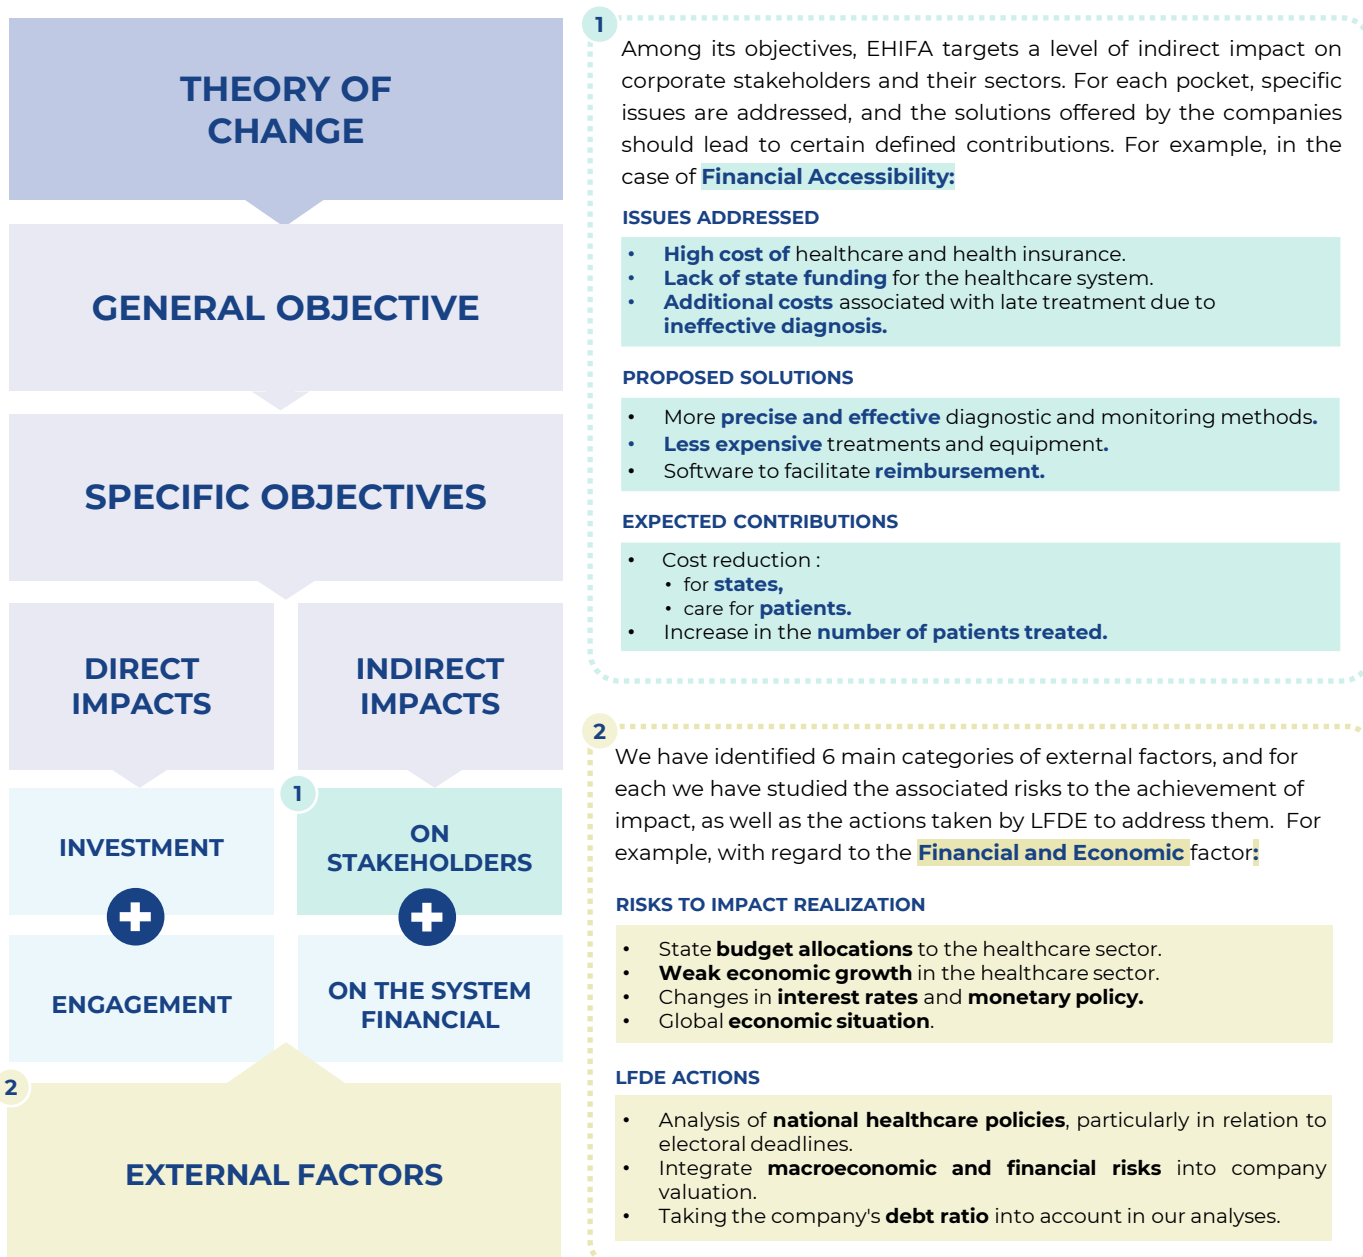 THEORY OF
CHANGE
GENERAL OBJECTIVE
SPECIFIC OBJECTIVES
DIRECT
IMPACTS
INDIRECT
IMPACTS
INVESTMENT
1
ON
STAKEHOLDERS
ENGAGEMENT
ON THE SYSTEM
FINANCIAL
2
EXTERNAL FACTORS
1
Among its objectives, EHIFA targets a level of indirect impact on
corporate stakeholders and their sectors. For each pocket, specific
issues are addressed, and the solutions offered by the companies
should lead to certain defined contributions. For example, in the
case of Financial Accessibility:
ISSUES ADDRESSED
• High cost of healthcare and health insurance.
• Lack of state funding for the healthcare system.
• Additional costs associated with late treatment due to
ineffective diagnosis.
PROPOSED SOLUTIONS
• More precise and effective diagnostic and monitoring methods.
• Less expensive treatments and equipment.
• Software to facilitate reimbursement.
EXPECTED CONTRIBUTIONS
• Cost reduction :
• for states,
• care for patients.
• Increase in the number of patients treated.
2
We have identified 6 main categories of external factors, and for
each we have studied the associated risks to the achievement of
impact, as well as the actions taken by LFDE to address them. For
example, with regard to the Financial and Economic factor:
RISKS TO IMPACT REALIZATION
• State budget allocations to the healthcare sector.
• Weak economic growth in the healthcare sector.
• Changes in interest rates and monetary policy.
• Global economic situation.
LFDE ACTIONS
• Analysis of national healthcare policies, particularly in relation to
electoral deadlines.
• Integrate macroeconomic and financial risks into company
valuation.
• Taking the company's debt ratio into account in our analyses.